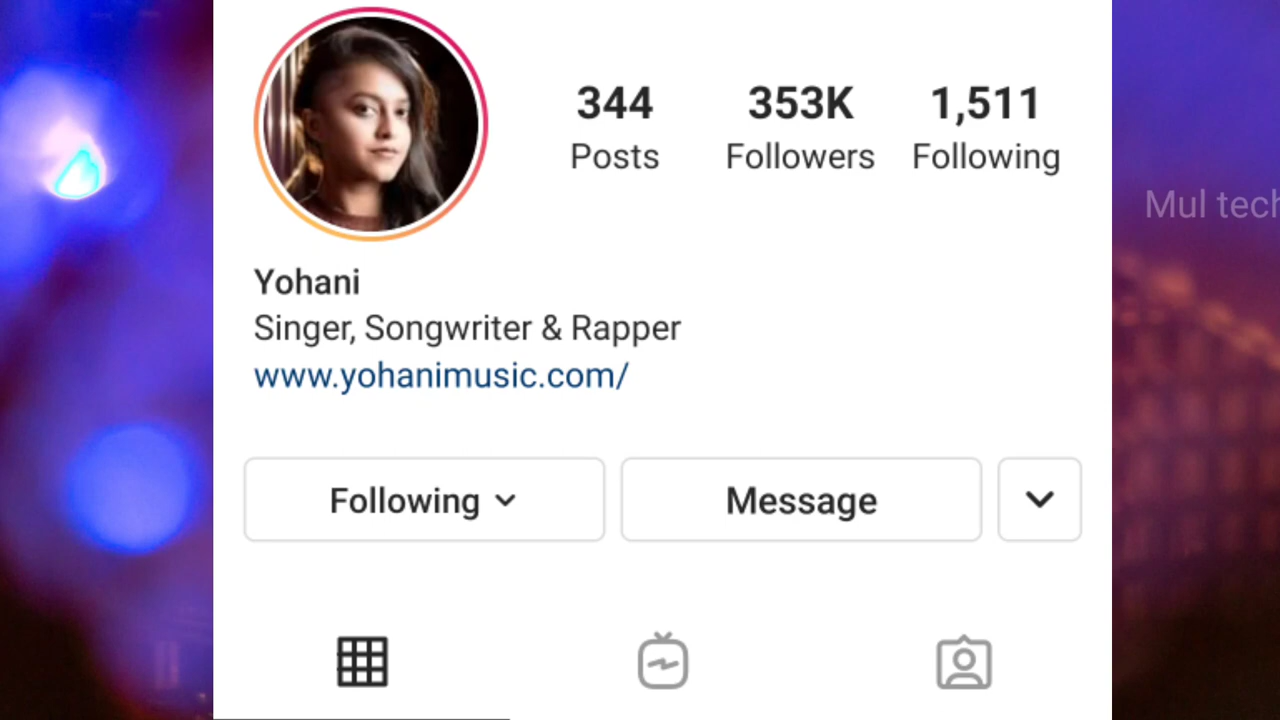 344 353K 1,511
Posts Followers Following
Mul tech
Yohani
Singer, Songwriter & Rapper
www.yohanimusic.com/
Following Message